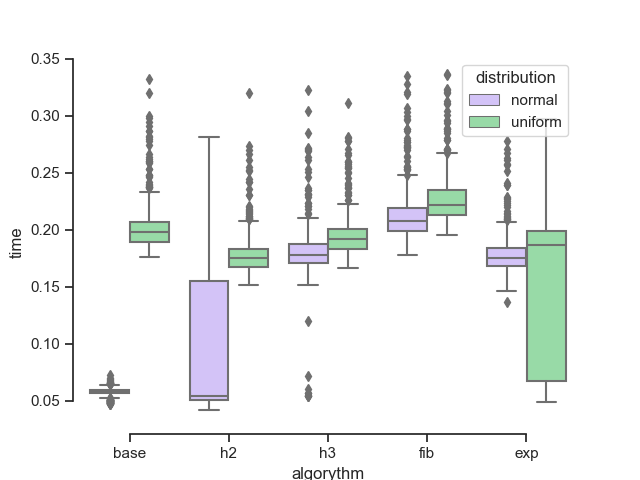 0.35
0.30
0.25
0.20
0.15
0.10
0.05
time
distribution
normal
uniform
base h2 h3 fib exp
algorythm